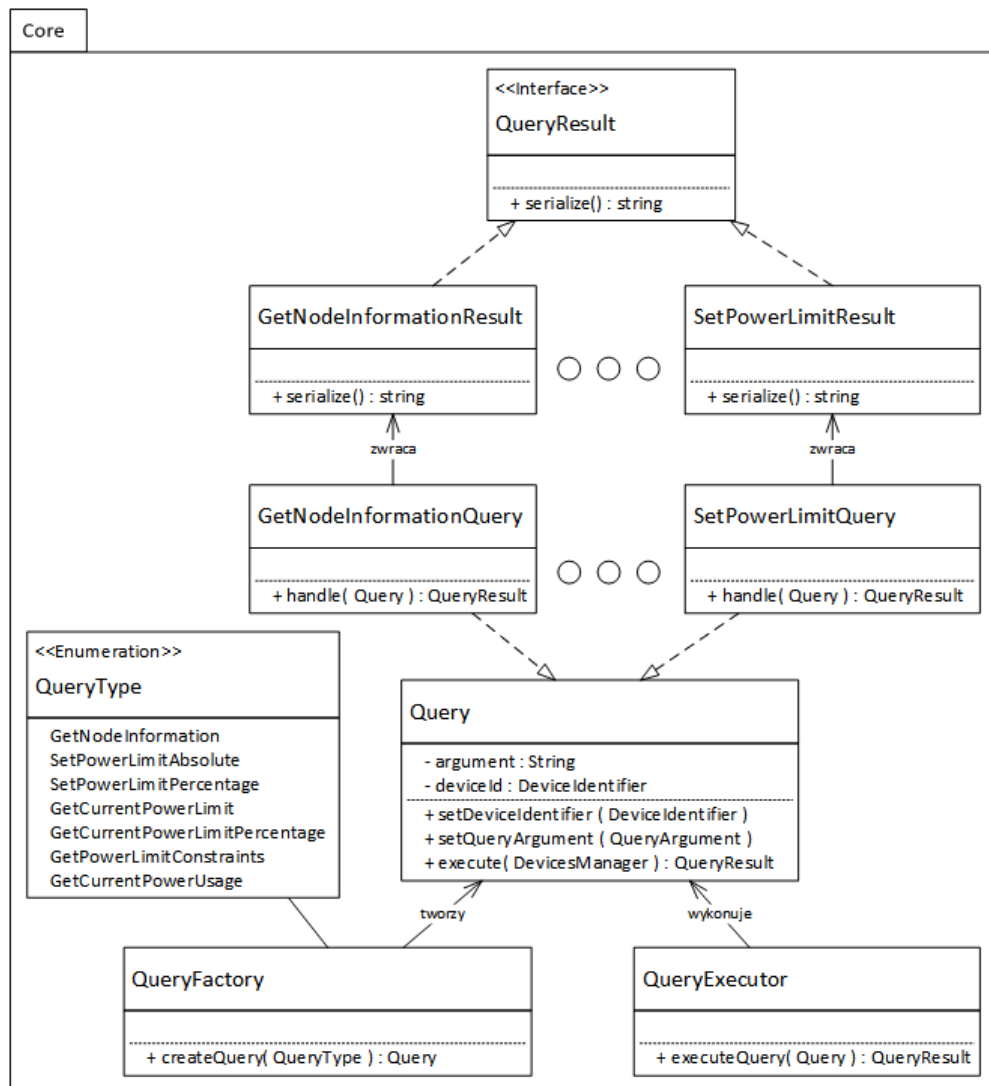 Core
<<Interface>>
QueryResult
+ serialize() : string
GetNodeInformationResult
+ serialize() : string
SetPowerLimitResult
+ serialize() : string
zwraca
zwraca
GetNodeInformationQuery
+ handle( Query ) : QueryResult
SetPowerLimitQuery
+ handle( Query ) : QueryResult
<<Enumeration>>
QueryType
GetNodeInformation
SetPowerLimitAbsolute
SetPowerLimitPercentage
GetCurrentPowerLimit
GetCurrentPowerLimitPercentage
GetPowerLimitConstraints
GetCurrentPowerUsage
Query
- argument : String
- deviceId : DeviceIdentifier
+ setDeviceIdentifier ( DeviceIdentifier )
+ setQueryArgument ( QueryArgument )
+ execute( DevicesManager ) : QueryResult
tworzy
wykonuje
QueryFactory
+ createQuery( QueryType ) : Query
QueryExecutor
+ executeQuery( Query ) : QueryResult